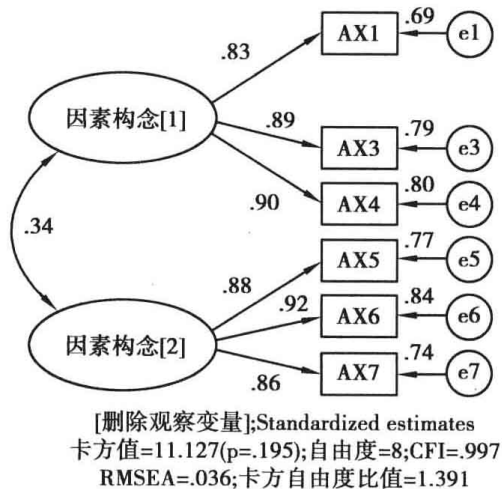 .69
AX1
e1
.83
因素构念[1]
.89
.79
AX3
e3
.80
AX4
e4
.90
.34
.77
AX5
e5
.88
.92
.84
AX6
e6
因素构念[2]
.74
AX7
e7
.86
[删除观察变量];Standardized estimates
卡方值=11.127(p=.195);自由度=8;CFI=.997
RMSEA=.036;卡方自由度比值=1.391